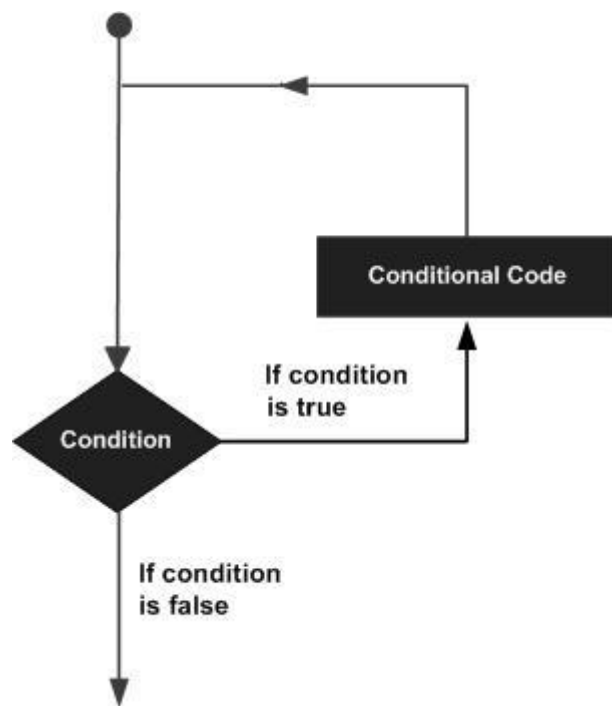 Conditional Code
If condition
is true
Condition
If condition
is false